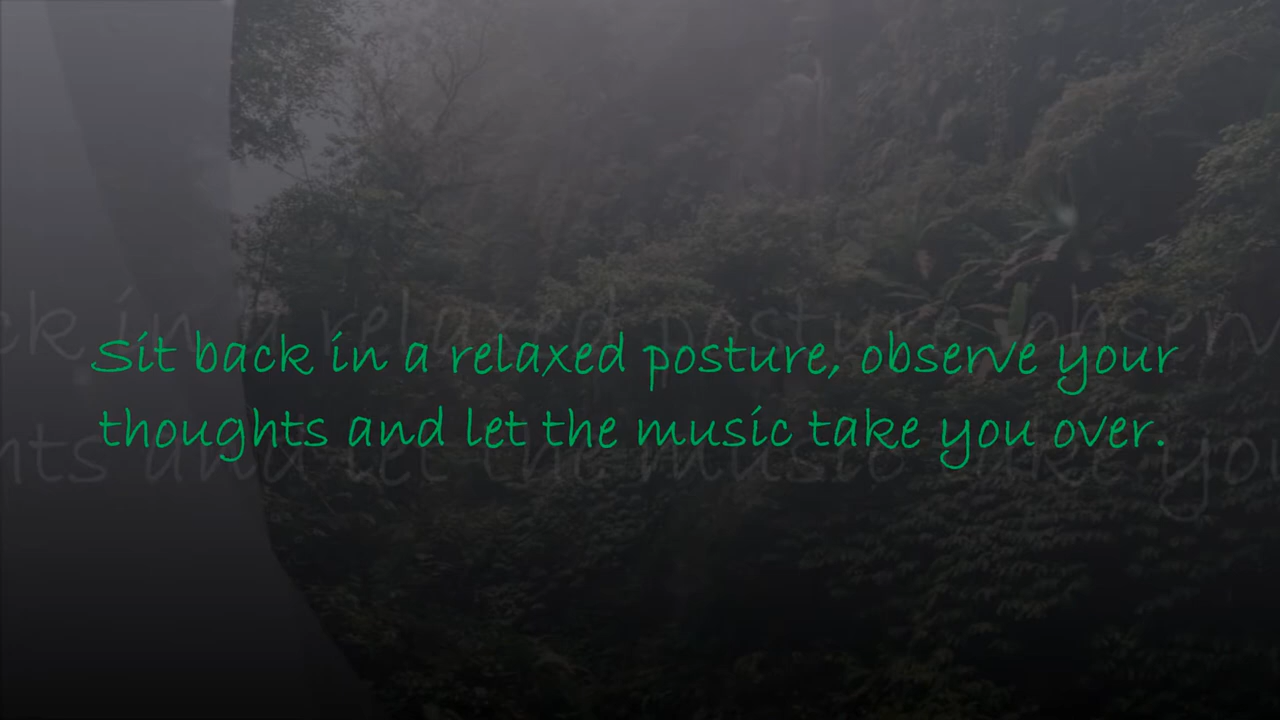 Sit back in a relaxed posture, observe your
thoughts and let the music take you over.